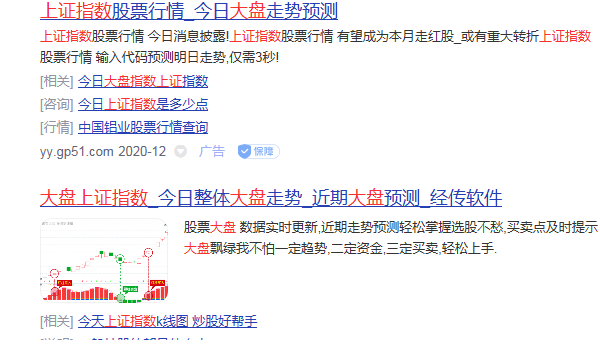 上证指数股票行情_今日大盘走势预测
上证指数股票行情 今日消息披露!上证指数股票行情 有望成为本月走红股_或有重大转折上证指数
股票行情 输入代码预测明日走势,仅需3秒!
[相关] 今日大盘指数上证指数
[咨询] 今日上证指数是多少点
[行情] 中国铝业股票行情查询
yy.gp51.com 2020-12 广告 保障
大盘上证指数_今日整体大盘走势_近期大盘预测_经传软件
股票大盘 数据实时更新,近期走势预测轻松掌握选股不愁,买卖点及时提示
大盘飘绿我不怕一定趋势,二定资金,三定买卖,轻松上手.
[相关] 今天上证指数k线图 炒股好帮手